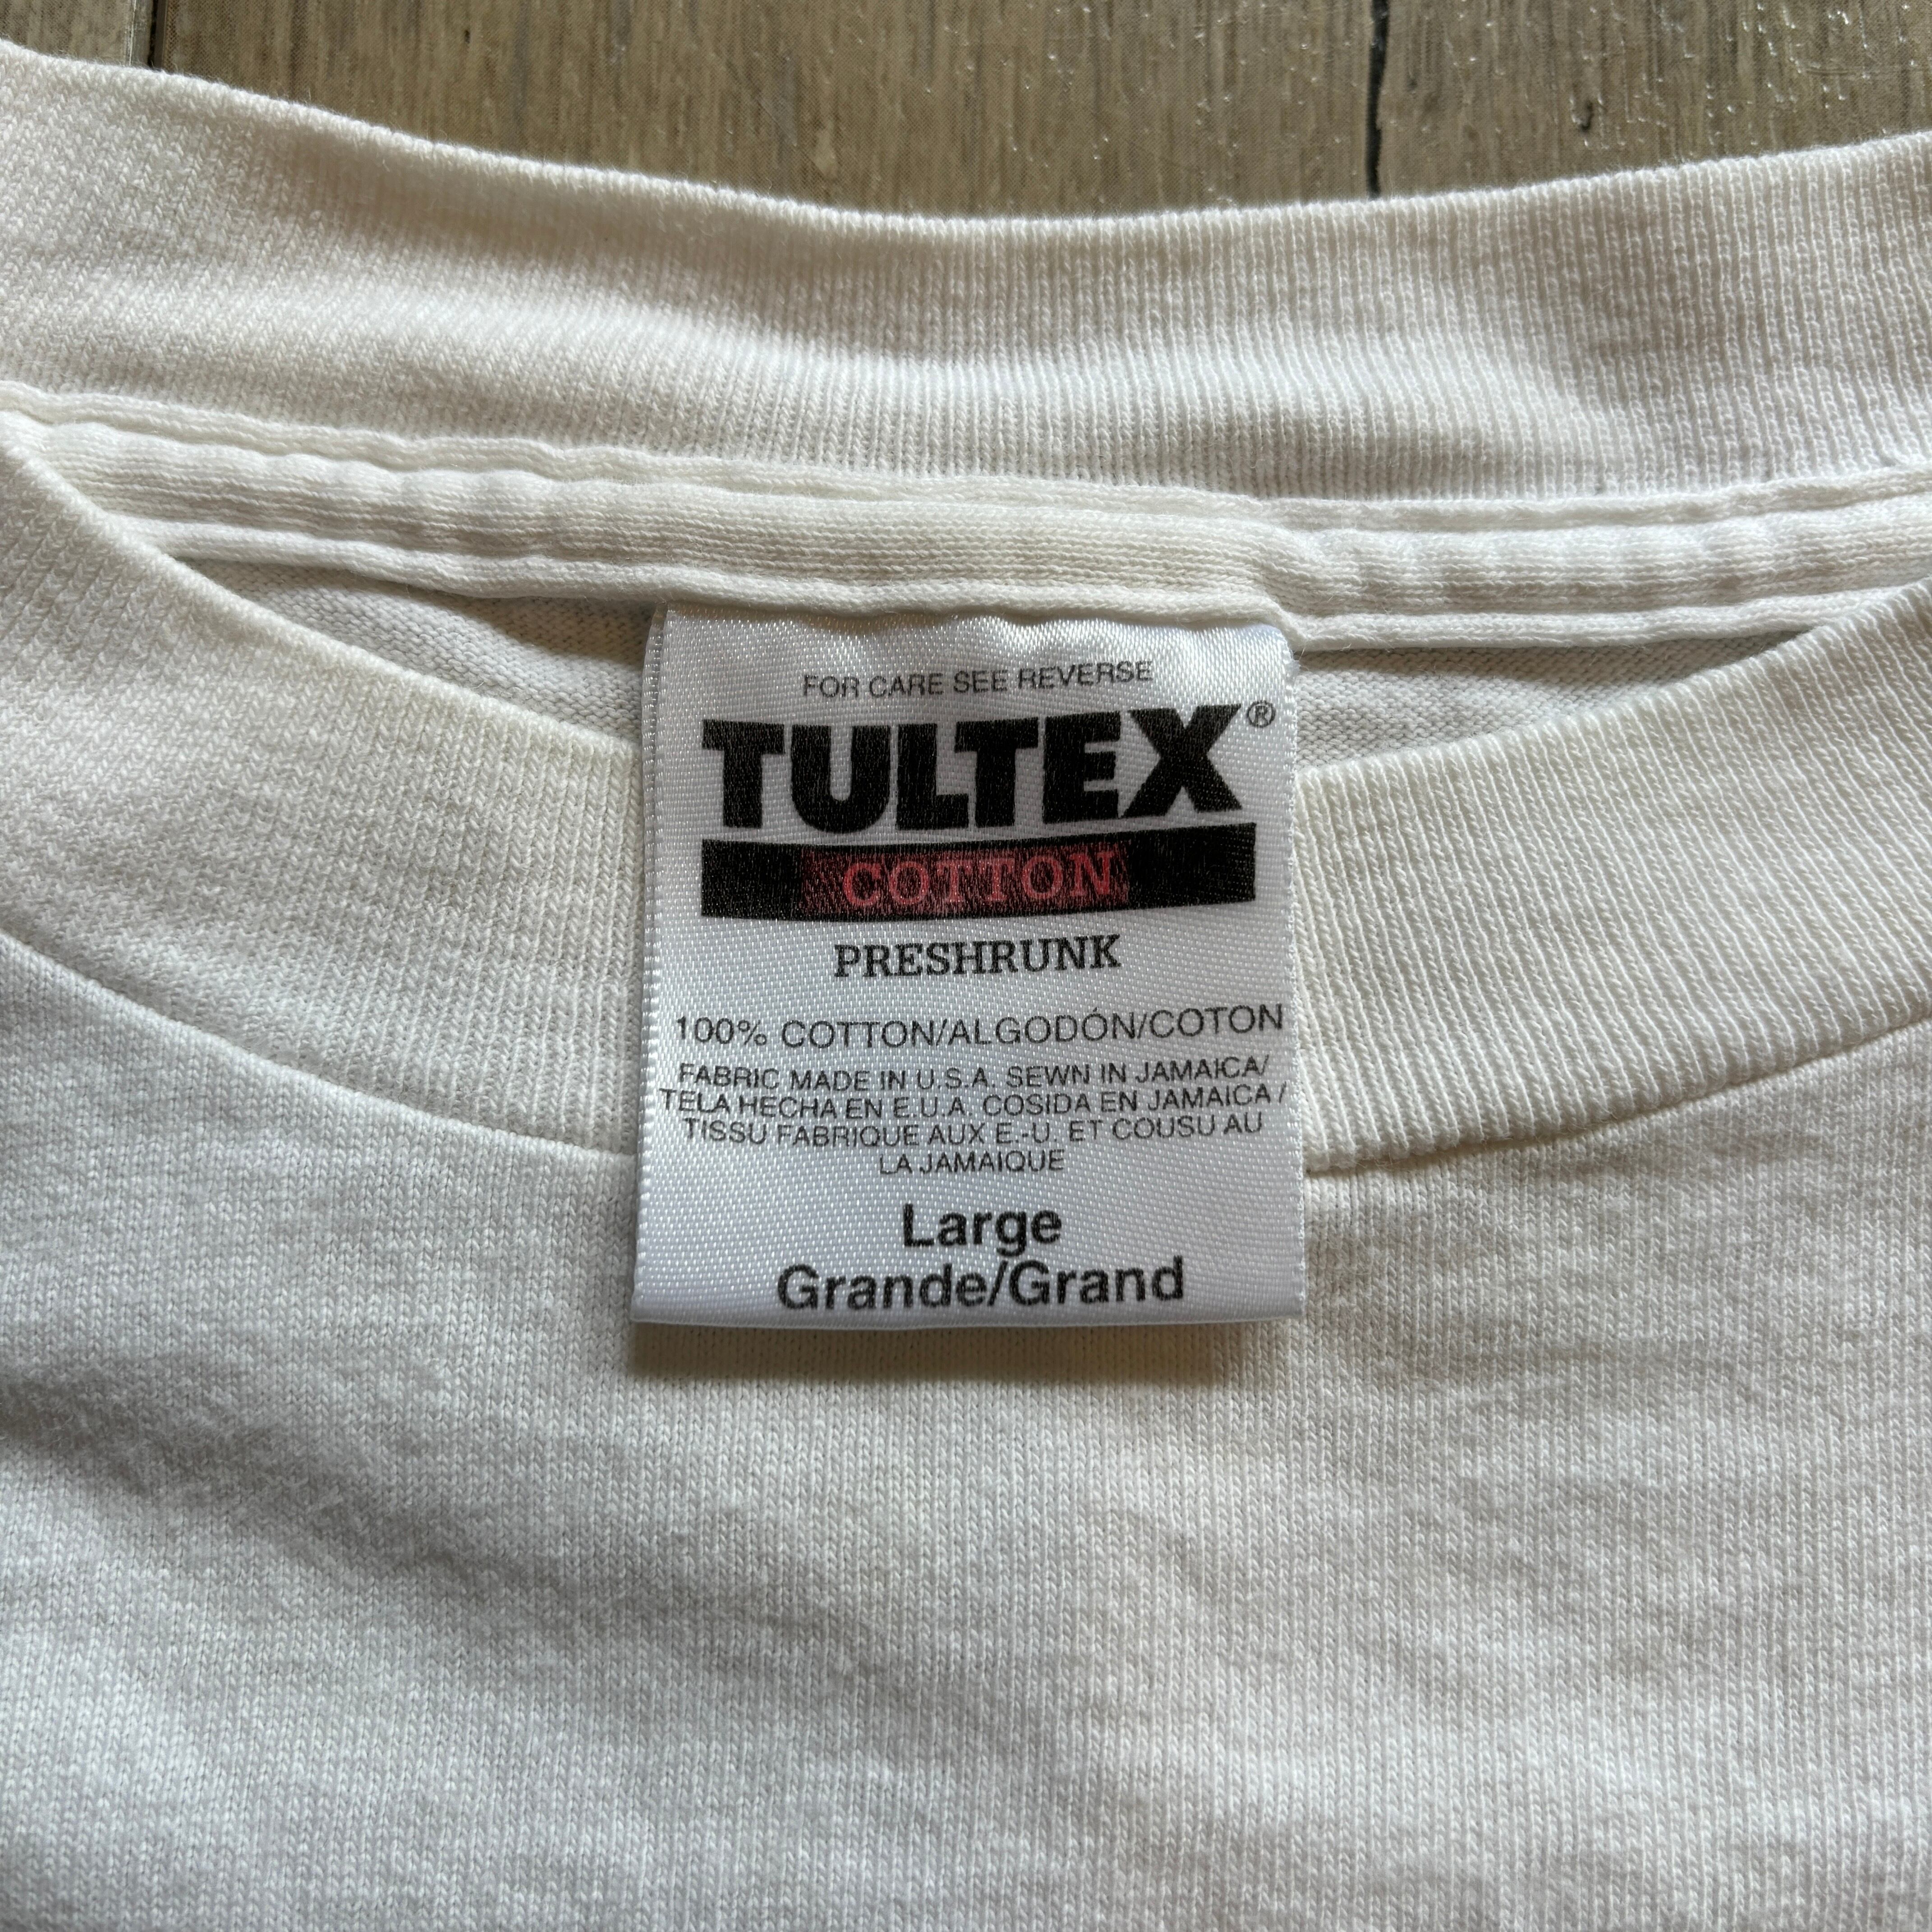 FOR CARE SEE REVERSE
TULTEX®
COTTON
PRESHRUNK
100% COTTON/ALGODÓN/COTON
FABRIC MADE IN U.S.A. SEWN IN JAMAICA/
TELA HECHA EN E.U.A. COSIDA EN JAMAICA /
TISSU FABRIQUE AUX E.-U. ET COUSU AU
LA JAMAIQUE
Large
Grande/Grand